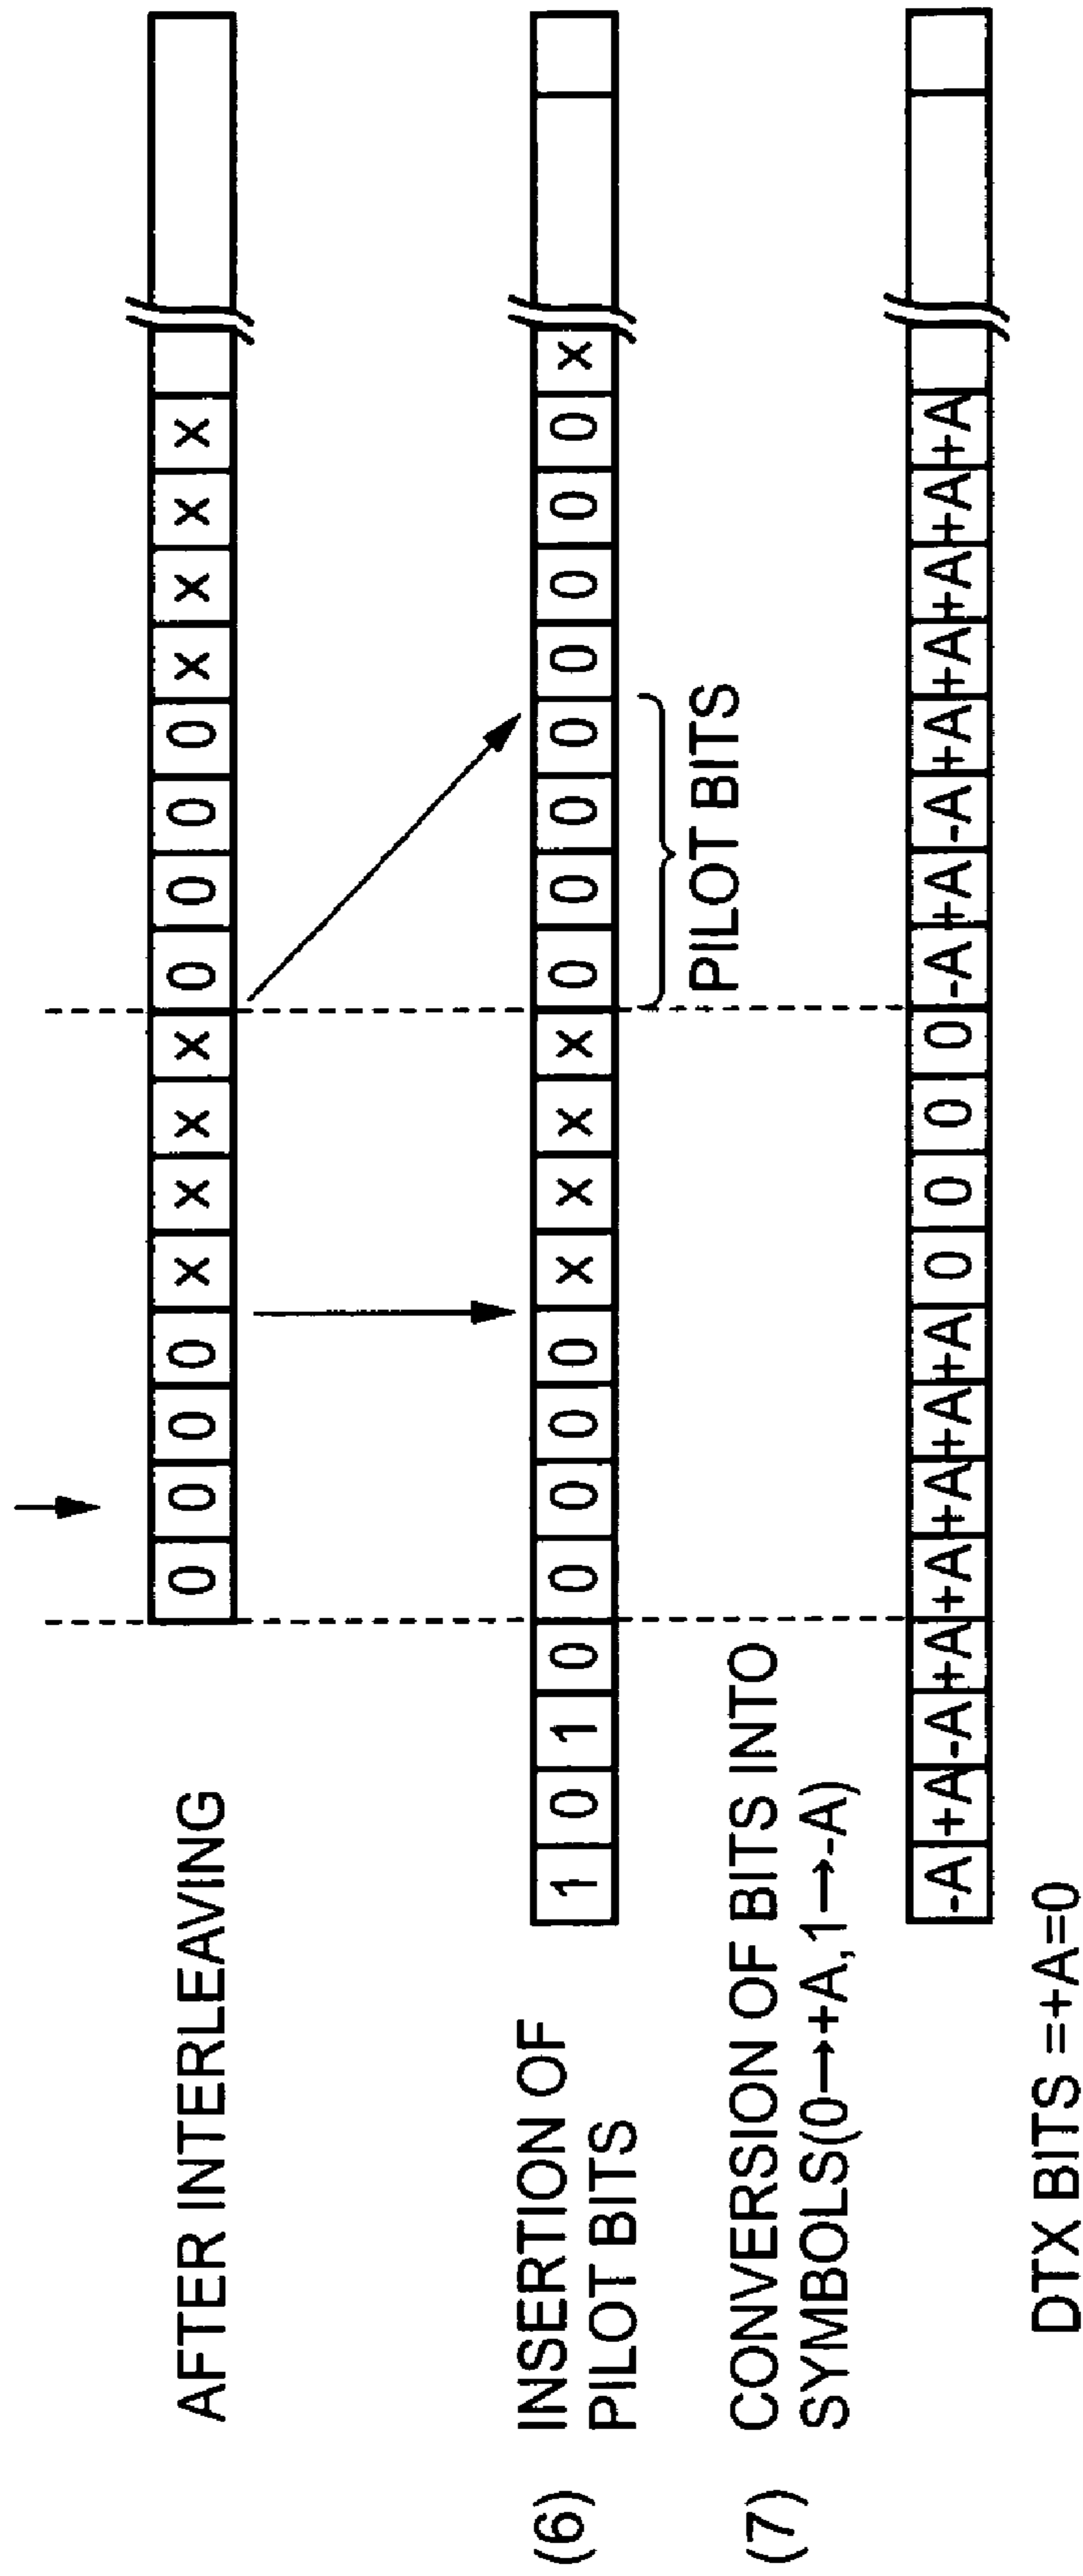 AFTER INTERLEAVING
0 0 0 0 x x x x 0 0 0 0 x x x x
(6) INSERTION OF
PILOT BITS
1 0 1 0 0 0 0 0 x x x x 0 0 0 0 0 0 0 0 x
PILOT BITS
(7) CONVERSION OF BITS INTO
SYMBOLS(0→+A,1→-A)
-A +A -A +A +A +A +A +A 0 0 0 0 -A +A -A +A +A +A +A +A
DTX BITS =+A=0